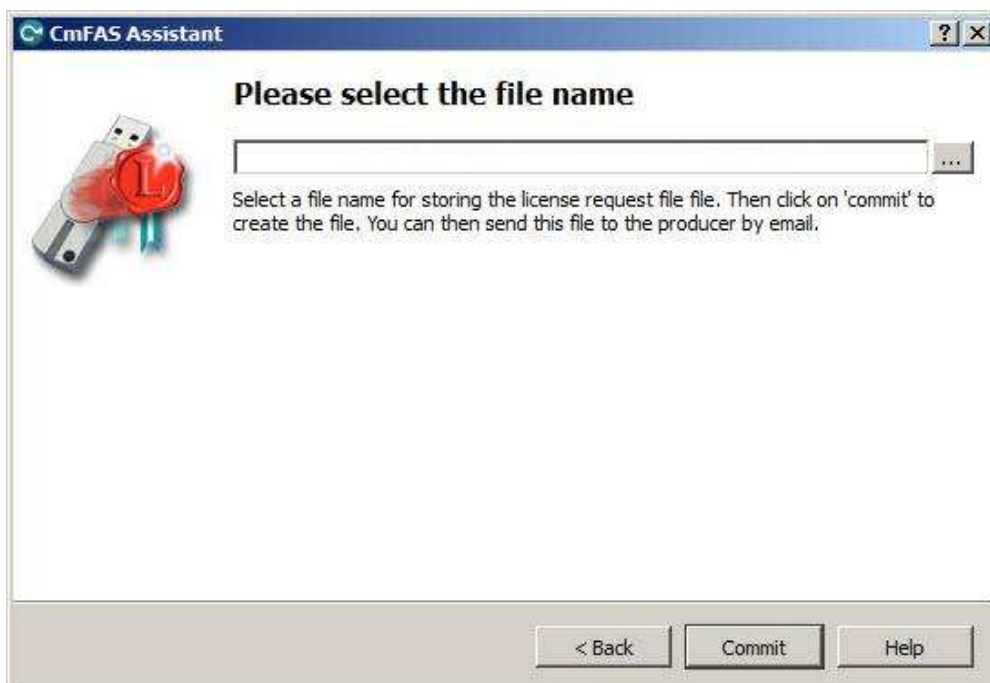 CmFAS Assistant
Please select the file name
...
Select a file name for storing the license request file file. Then click on 'commit' to
create the file. You can then send this file to the producer by email.
L
< Back Commit Help